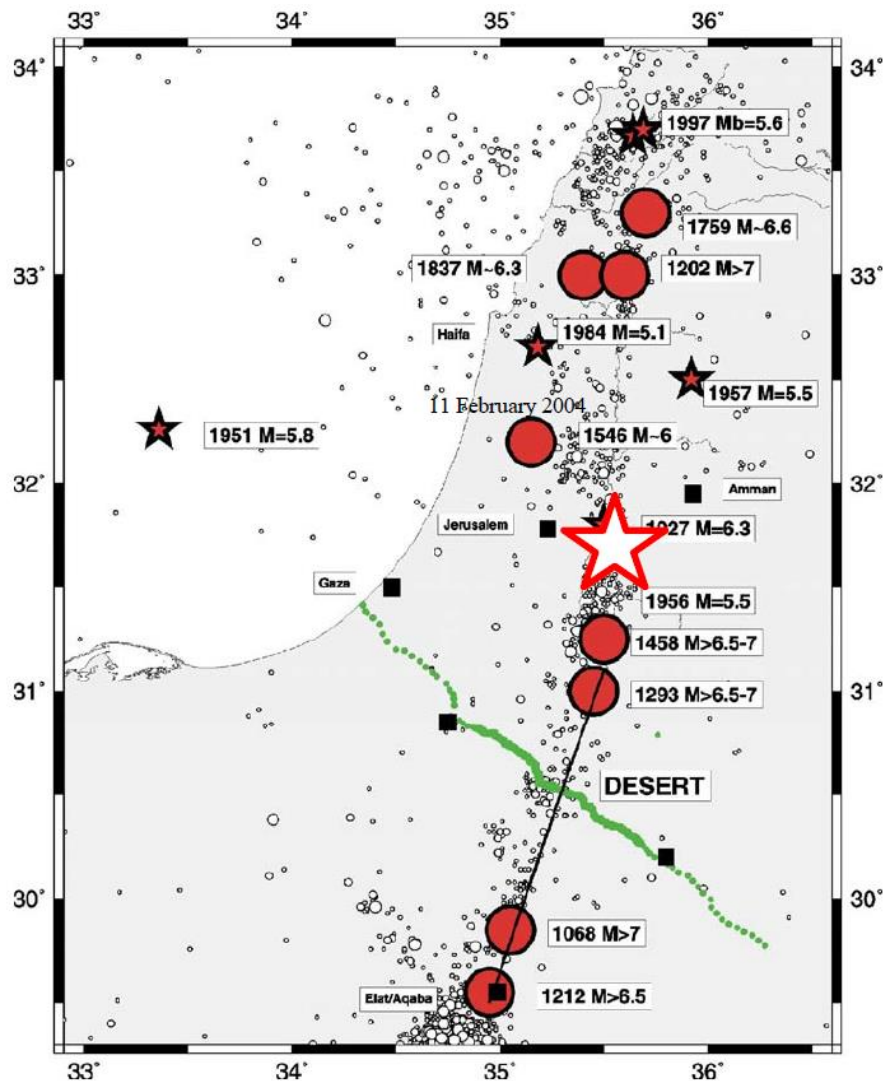 33˚ 34˚ 35˚ 36˚
34˚ 34˚
1997 Mb=5.6
1759 M~6.6
1837 M~6.3 1202 M>7
33˚ 33˚
Haifa 1984 M=5.1
1957 M=5.5
11 February 2004
1951 M=5.8 1546 M~6
32˚ 32˚
Amman
Jerusalem 1927 M=6.3
Gaza
1956 M=5.5
1458 M>6.5-7
31˚ 1293 M>6.5-7 31˚
DESERT
30˚ 30˚
1068 M>7
Elat/Aqaba 1212 M>6.5
33˚ 34˚ 35˚ 36˚